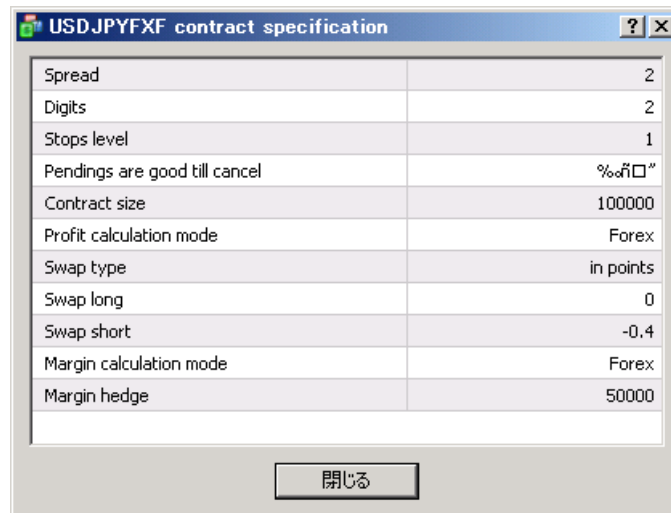 USDJPYFXF contract specification
Spread 2
Digits 2
Stops level 1
Pendings are good till cancel
Contract size 100000
Profit calculation mode Forex
Swap type in points
Swap long 0
Swap short -0.4
Margin calculation mode Forex
Margin hedge 50000
閉じる